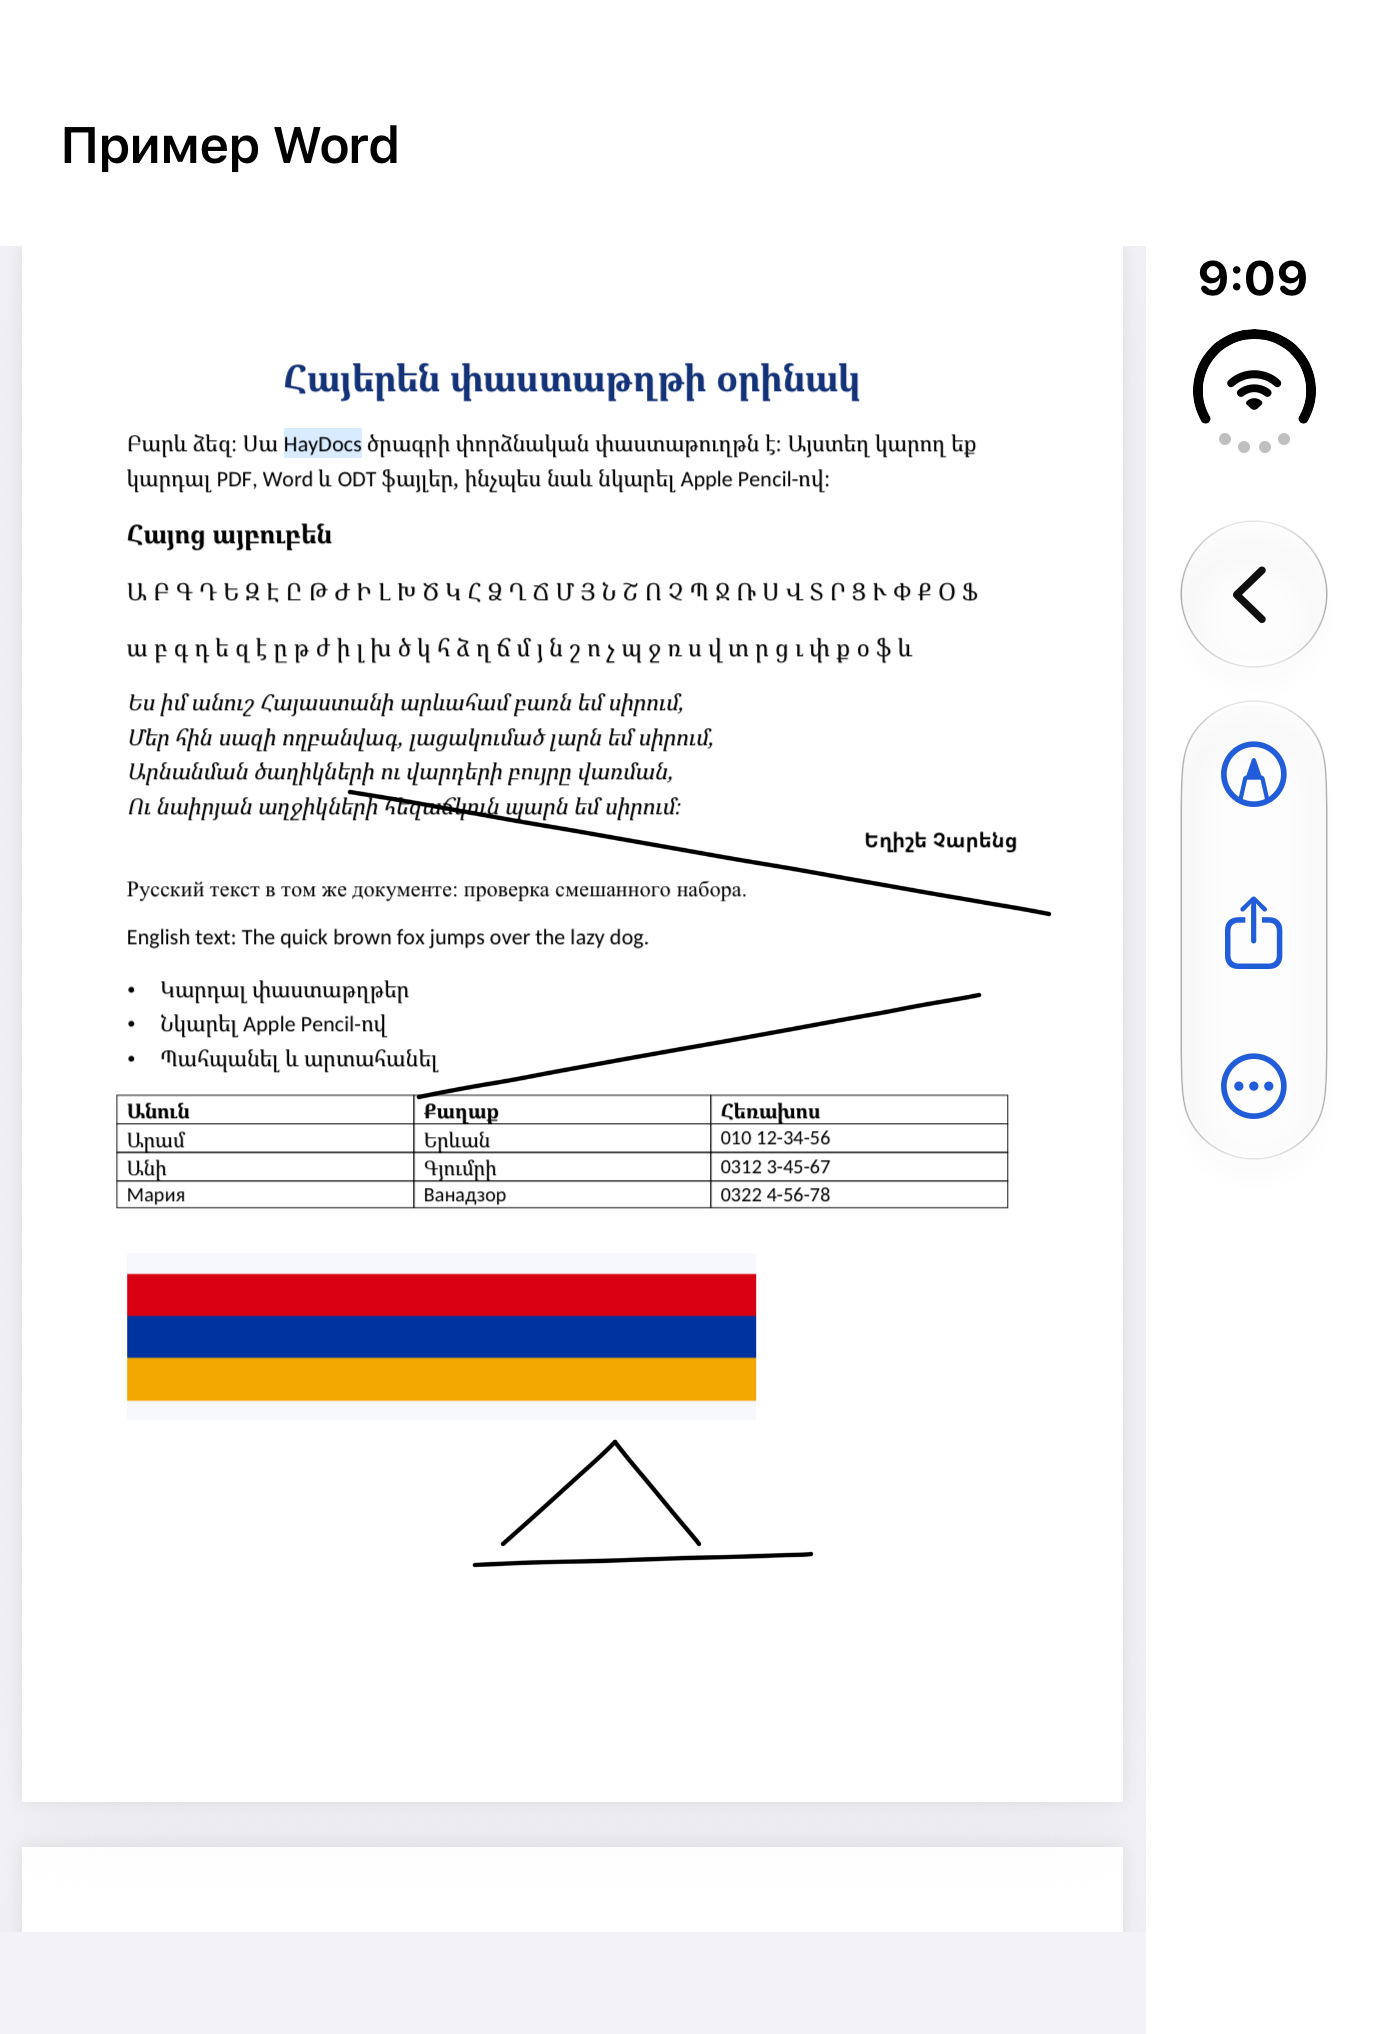 Пример Word
9:09
Հայերեն փաստաթղթի օրինակ
Բարև ձեզ: Սա HayDocs ծրագրի փորձնական փաստաթուղթն է: Այստեղ կարող եք
կարդալ PDF, Word և ODT ֆայլեր, ինչպես նաև նկարել Apple Pencil-ով:
Հայոց այբուբեն
Ա Բ Գ Դ Ե Զ Է Ը Թ Ժ Ի Լ Խ Ծ Կ Հ Ձ Ղ Ճ Մ Յ Ն Շ Ո Չ Պ Ջ Ռ Ս Վ Տ Ր Ց Ւ Փ Ք Օ Ֆ
ա բ գ դ ե զ է ը թ ժ ի լ խ ծ կ հ ձ ղ ճ մ յ ն շ ո չ պ ջ ռ ս վ տ ր ց ւ փ ք օ ֆ և
Ես իմ անուշ Հայաստանի արևահամ բառն եմ սիրում,
Մեր հին սազի ողբանվագ, լացակումած լարն եմ սիրում,
Արնանման ծաղիկների ու վարդերի բույրը վառման,
Ու նաիրյան աղջիկների հեզաճկուն պարն եմ սիրում:
Եղիշե Չարենց
Русский текст в том же документе: проверка смешанного набора.
English text: The quick brown fox jumps over the lazy dog.
• Կարդալ փաստաթղթեր
• Նկարել Apple Pencil-ով
• Պահպանել և արտահանել
Անուն Քաղաք Հեռախոս
Արամ Երևան 010 12-34-56
Անի Գյումրի 0312 3-45-67
Мария Ванадзор 0322 4-56-78